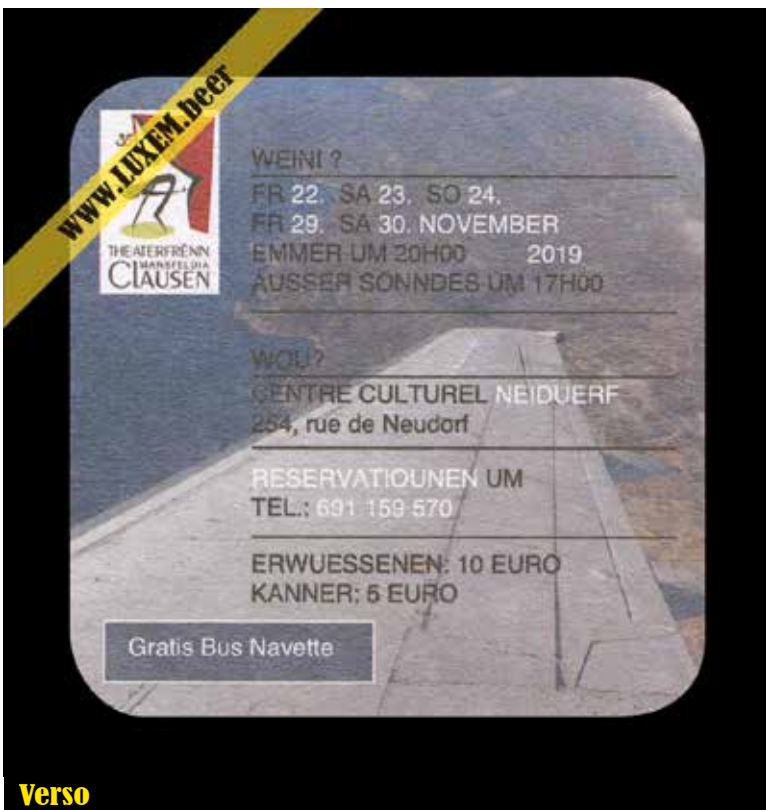 www.LUXEM.beer
THEATERFRËNN
MANSFELDIA
CLAUSEN
WEINI ?
FR 22. SA 23. SO 24.
FR 29. SA 30. NOVEMBER
EMMER UM 20H00 2019
AUSSER SONNDES UM 17H00
WOU?
CENTRE CULTUREL NEIDUERF
254, rue de Neudorf
RESERVATIOUNEN UM
TEL.: 691 159 570
ERWUESSENEN: 10 EURO
KANNER: 5 EURO
Gratis Bus Navette
Verso